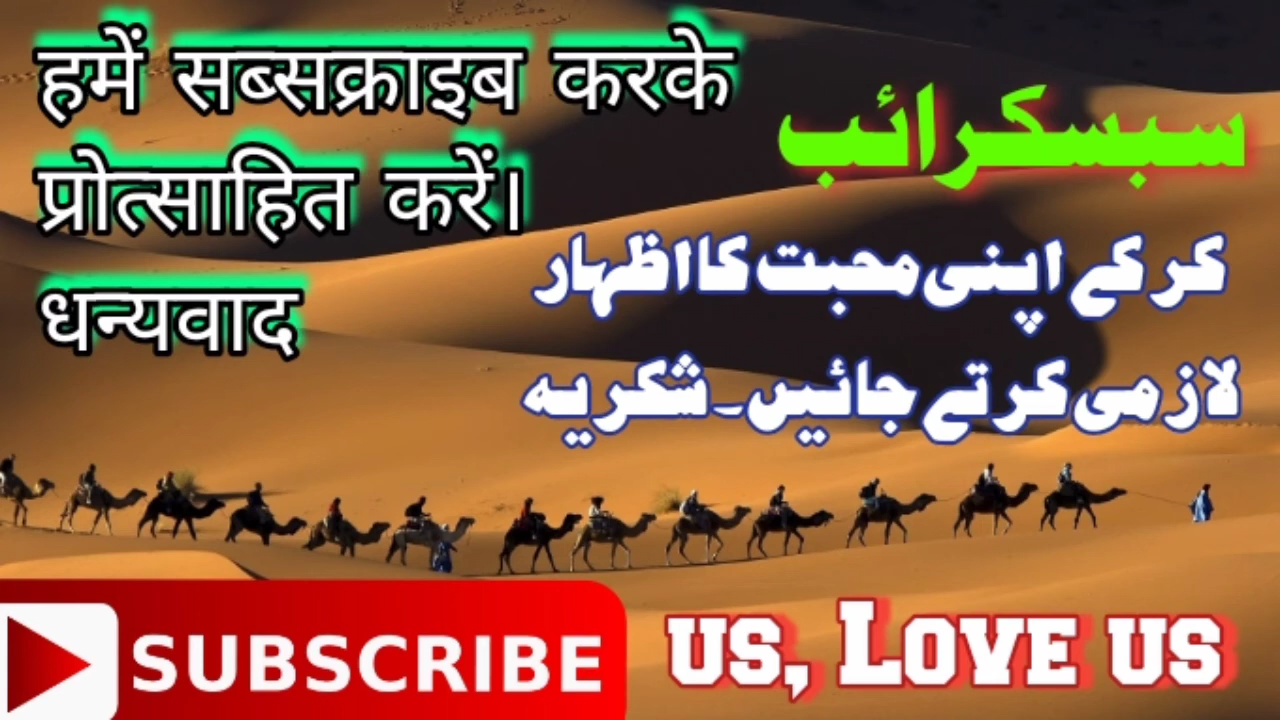 हमें सब्सक्राइब करके
प्रोत्साहित करें।
धन्यवाद
سبسکرائب
کر کے اپنی محبت کا اظہار
لازمی کرتے جائیں۔ شکریہ
SUBSCRIBE
US, LOVE US